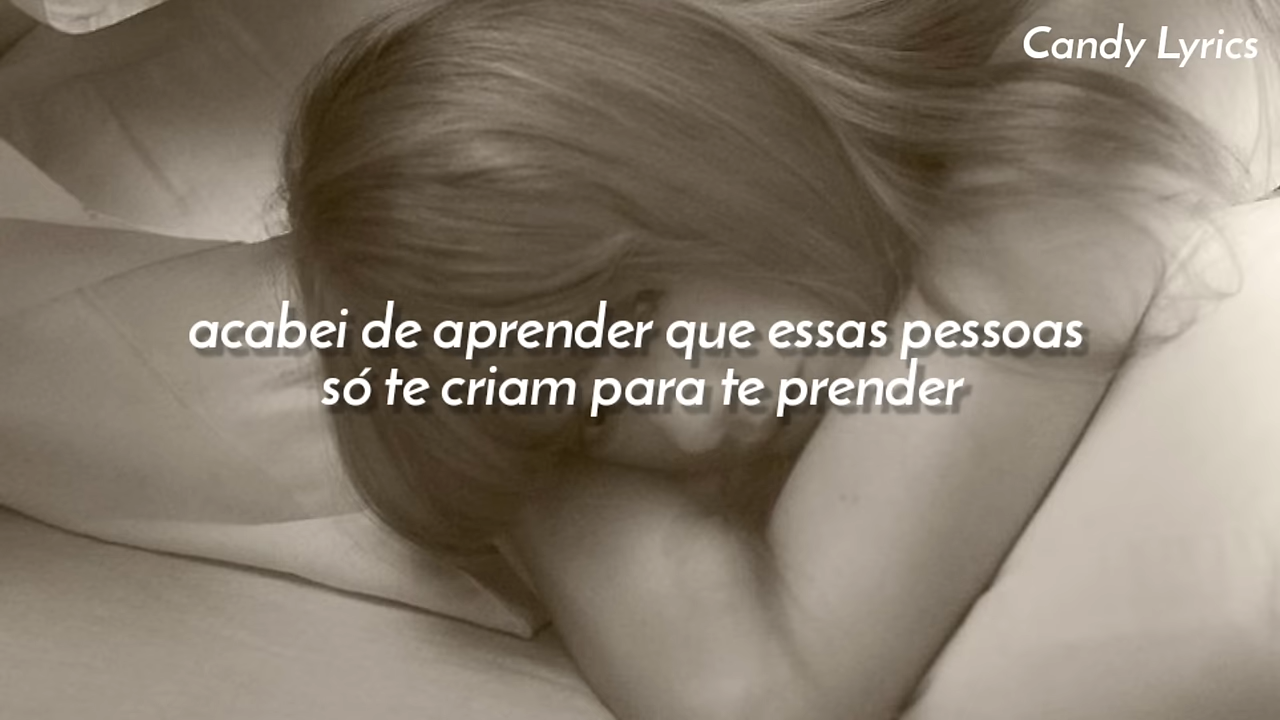 Candy Lyrics
acabei de aprender que essas pessoas
só te criam para te prender